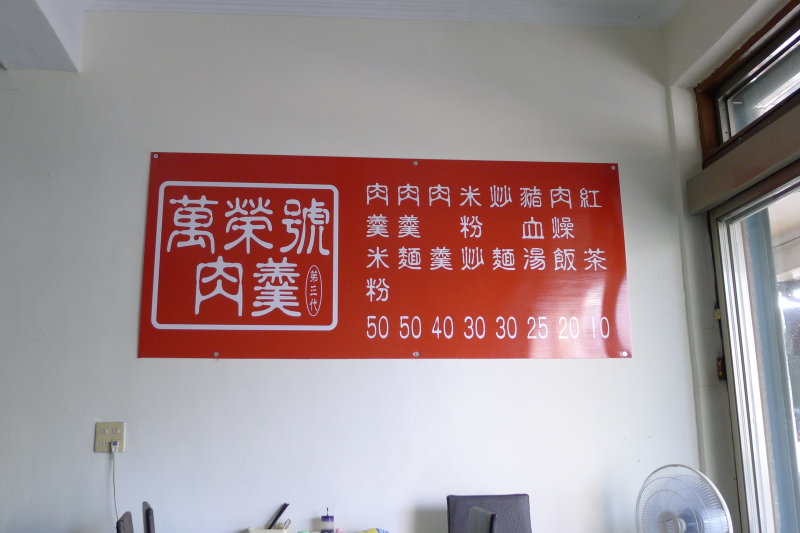 萬榮號
肉羹
第三代
肉羹米粉 50
肉羹麵 50
肉羹 40
米粉炒 30
炒麵 30
豬血湯 25
肉燥飯 20
紅茶 10